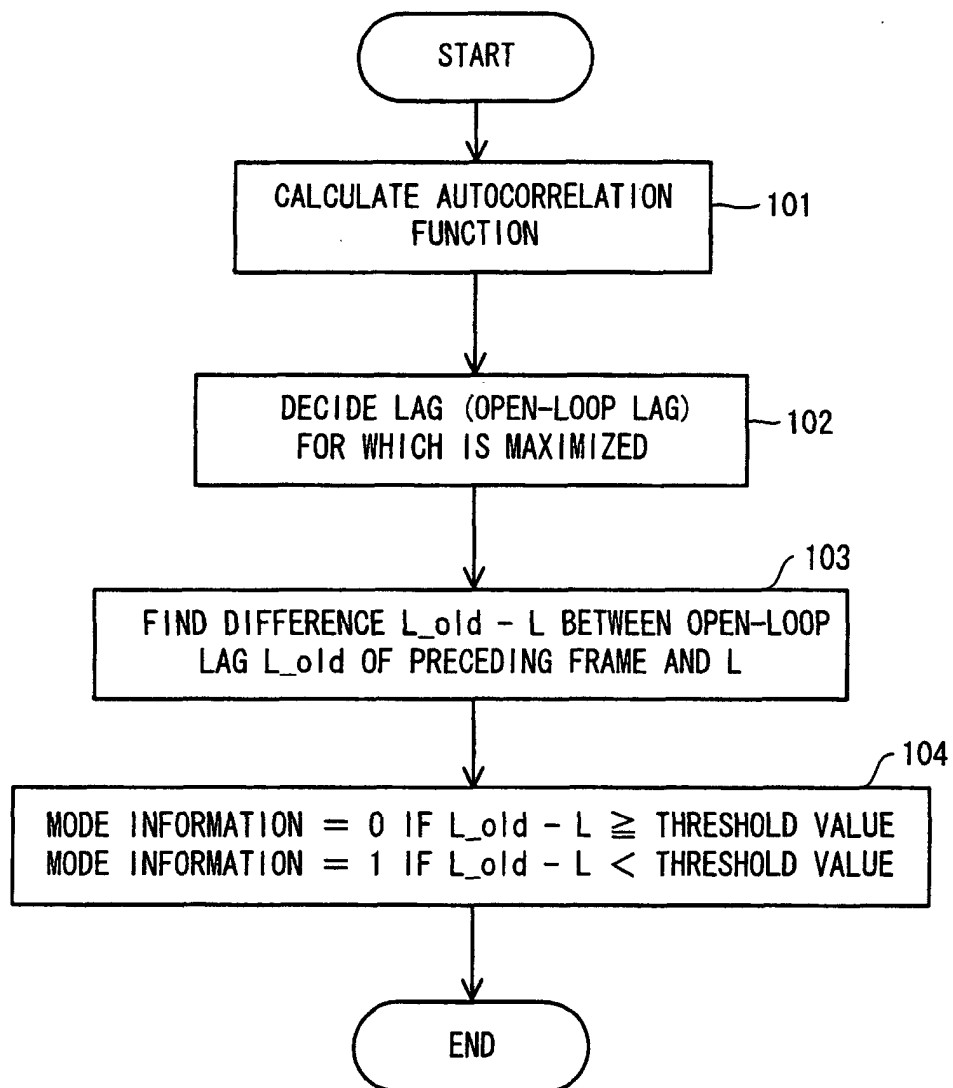 START
CALCULATE AUTOCORRELATION
FUNCTION
101
DECIDE LAG (OPEN-LOOP LAG)
FOR WHICH IS MAXIMIZED
102
103
FIND DIFFERENCE L_old - L BETWEEN OPEN-LOOP
LAG L_old OF PRECEDING FRAME AND L
104
MODE INFORMATION = 0 IF L_old - L ≧ THRESHOLD VALUE
MODE INFORMATION = 1 IF L_old - L < THRESHOLD VALUE
END